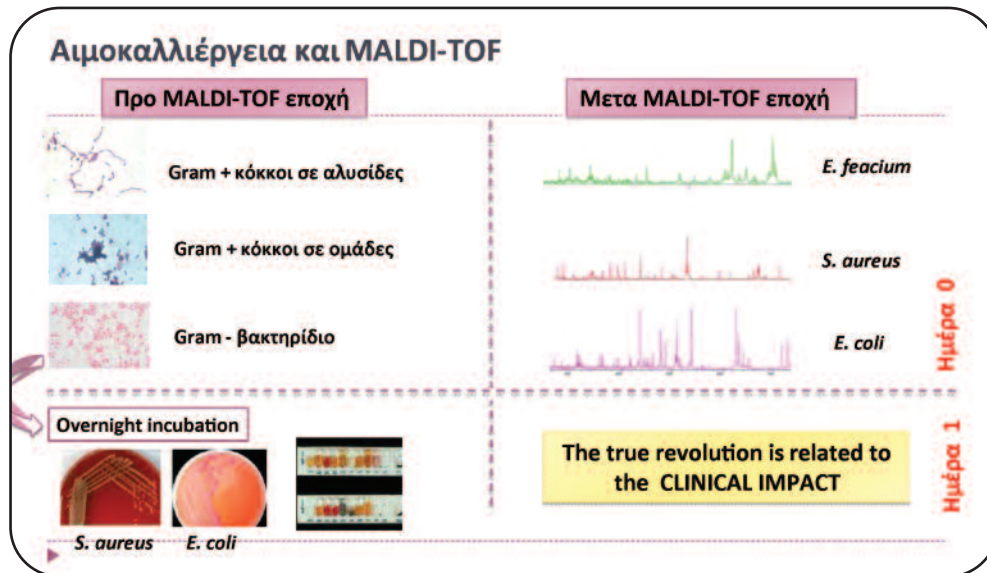 Αιμοκαλλιέργεια και MALDI-TOF
Προ MALDI-TOF εποχή
Μετα MALDI-TOF εποχή
Gram + κόκκοι σε αλυσίδες
E. feacium
Gram + κόκκοι σε ομάδες
S. aureus
Gram - βακτηρίδιο
E. coli
Ημέρα 0
Overnight incubation
The true revolution is related to
the CLINICAL IMPACT
Ημέρα 1
S. aureus
E. coli